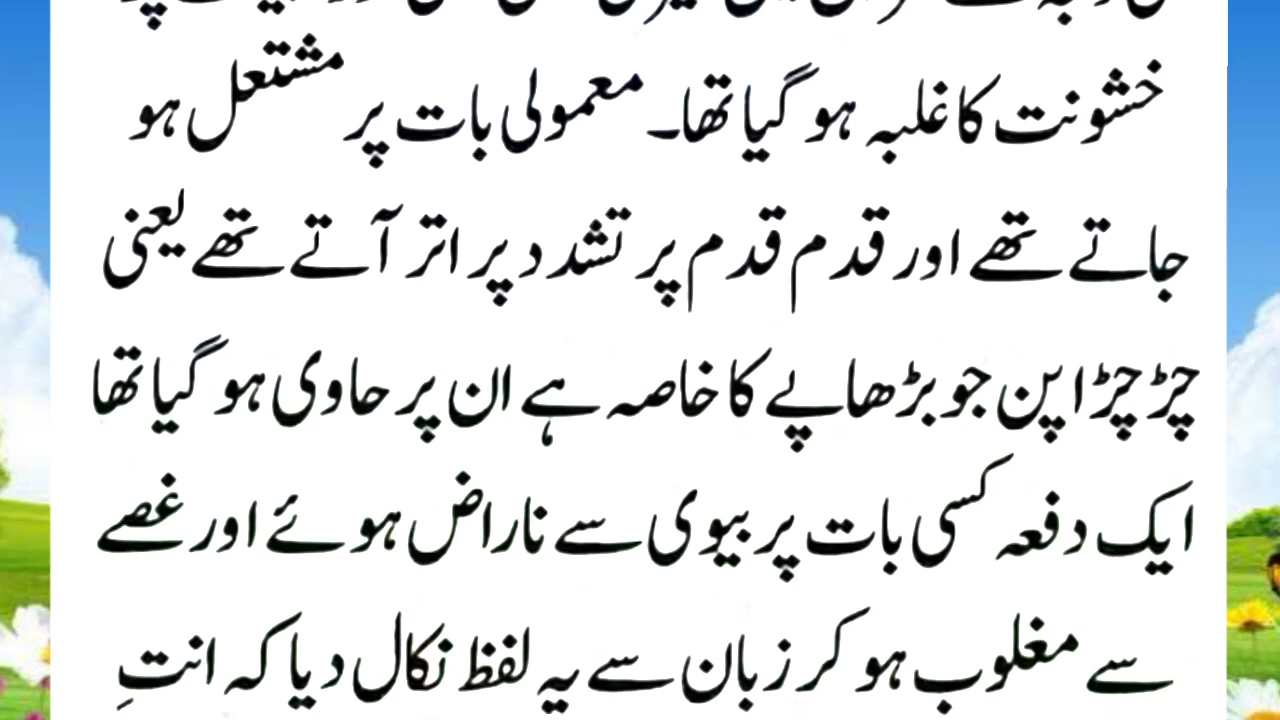 خشونت کا غلبہ ہو گیا تھا۔ معمولی بات پر مشتعل ہو
جاتے تھے اور قدم قدم پر تشدد پر اتر آتے تھے یعنی
چڑچڑاپن جو بڑھاپے کا خاصہ ہے ان پر حاوی ہو گیا تھا
ایک دفعہ کسی بات پر بیوی سے ناراض ہوئے اور غصے
سے مغلوب ہو کر زبان سے یہ لفظ نکال دیا کہ انتِ